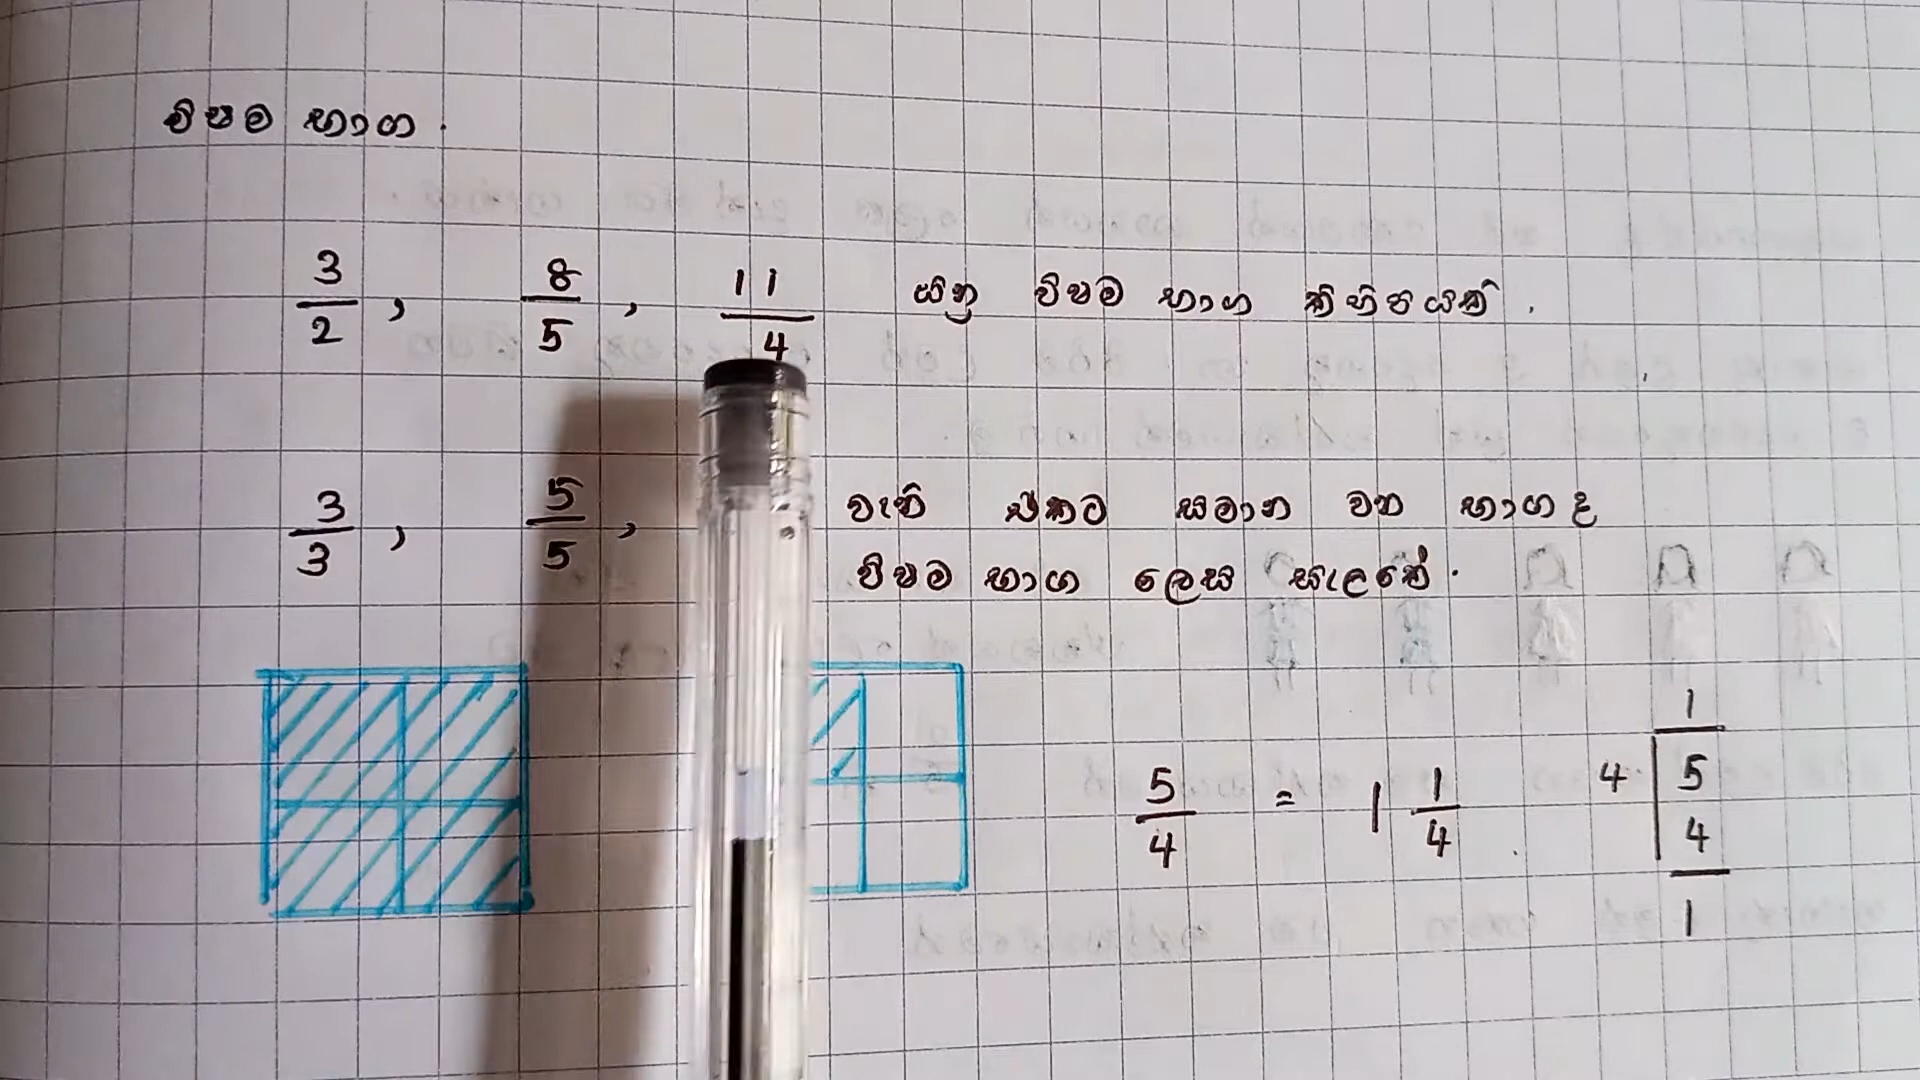 විෂම භාග.
3/2, 8/5, 11/4 යනු විෂම භාග කිහිපයකි.
3/3, 5/5, වැනි එකට සමාන වන භාග ද
විෂම භාග ලෙස සැලකේ.
5/4 = 1 1/4
1
4 5
4
1